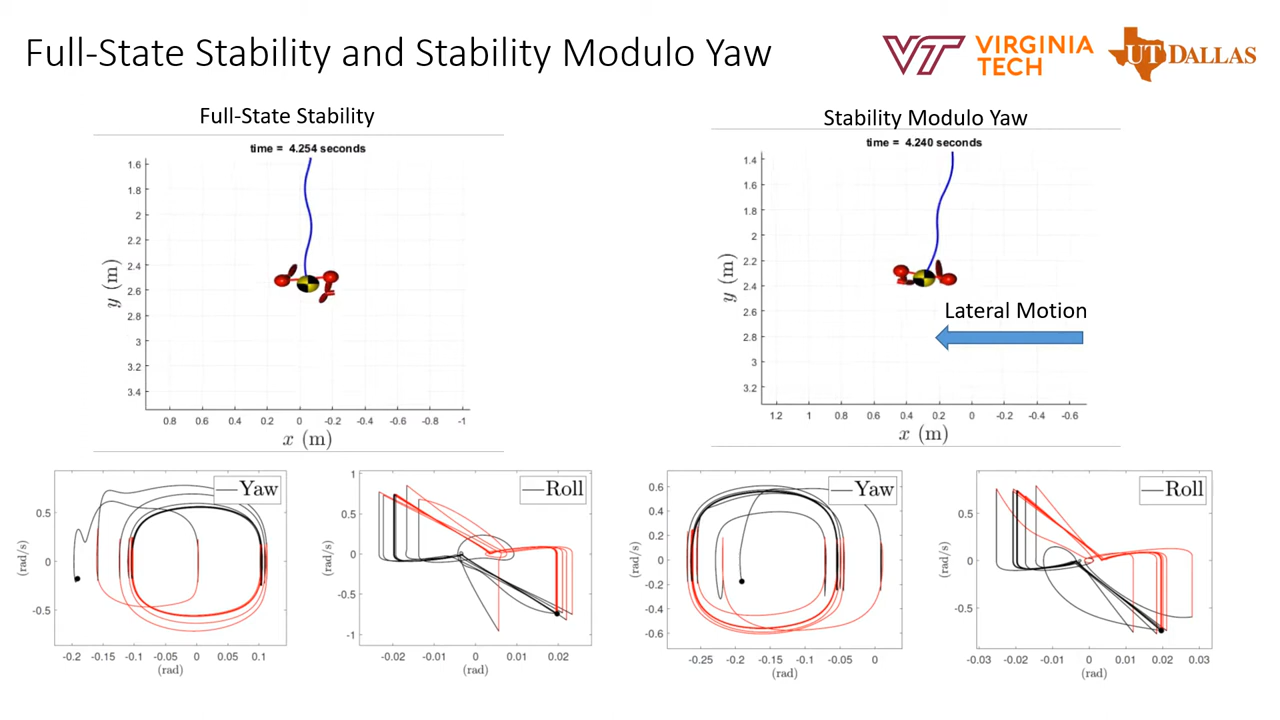 Full-State Stability and Stability Modulo Yaw
VIRGINIA
TECH
UT DALLAS
Full-State Stability
time = 4.254 seconds
1.6
1.8
2
2.2
2.4
2.6
2.8
3
3.2
3.4
y (m)
0.8 0.6 0.4 0.2 0 -0.2 -0.4 -0.6 -0.8 -1
x (m)
Stability Modulo Yaw
time = 4.240 seconds
1.4
1.6
1.8
2
2.2
2.4
2.6
2.8
3
3.2
y (m)
Lateral Motion
1.2 1 0.8 0.6 0.4 0.2 0 -0.2 -0.4 -0.6
x (m)
Yaw
0.5
0
-0.5
(rad/s)
-0.2 -0.15 -0.1 -0.05 0 0.05 0.1
(rad)
Roll
1
0.5
0
-0.5
-1
(rad/s)
-0.02 -0.01 0 0.01 0.02
(rad)
Yaw
0.6
0.4
0.2
0
-0.2
-0.4
-0.6
(rad/s)
-0.25 -0.2 -0.15 -0.1 -0.05 0
(rad)
Roll
0.5
0
-0.5
(rad/s)
-0.03 -0.02 -0.01 0 0.01 0.02 0.03
(rad)